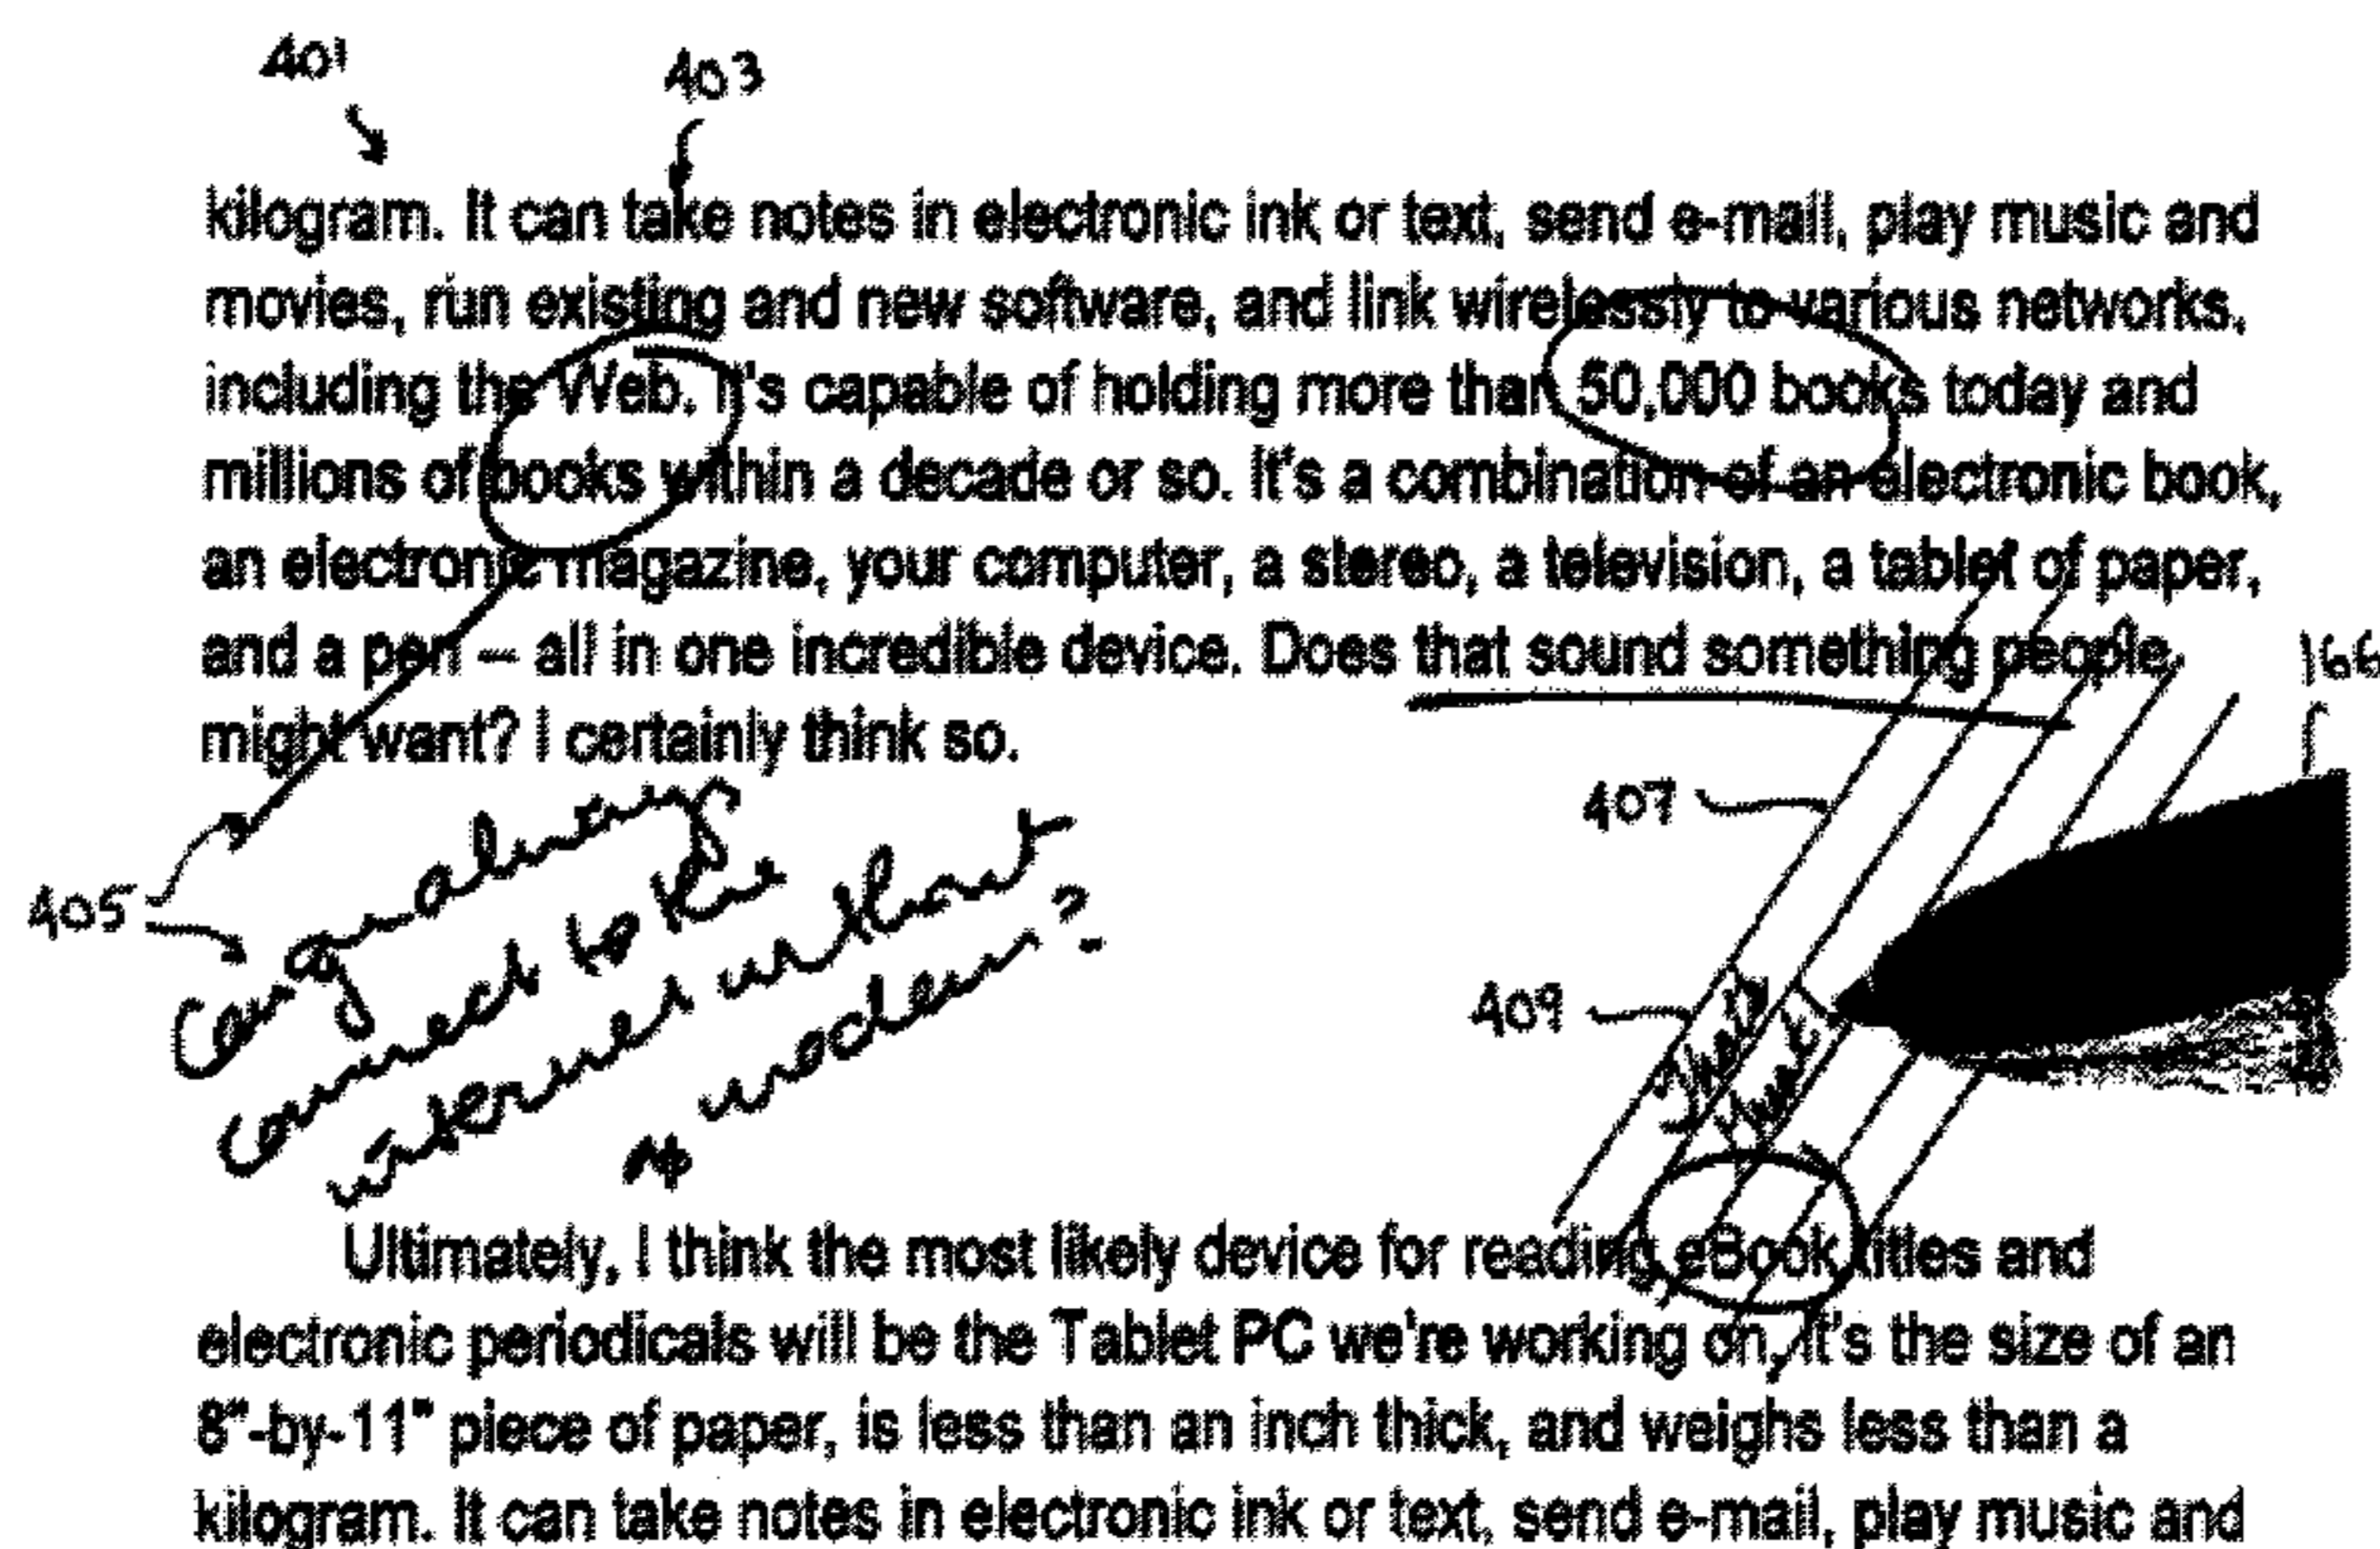 401
403
kilogram. It can take notes in electronic ink or text, send e-mail, play music and
movies, run existing and new software, and link wirelessly to various networks,
including the Web. It's capable of holding more than 50,000 books today and
millions of books within a decade or so. It's a combination of an electronic book,
an electronic magazine, your computer, a stereo, a television, a tablet of paper,
and a pen – all in one incredible device. Does that sound something people
166
might want? I certainly think so.
407
405
Can
always
connect to the
internet without
a modem?
409
Ultimately, I think the most likely device for reading eBook titles and
electronic periodicals will be the Tablet PC we're working on, It's the size of an
8"-by-11" piece of paper, is less than an inch thick, and weighs less than a
kilogram. It can take notes in electronic ink or text, send e-mail, play music and